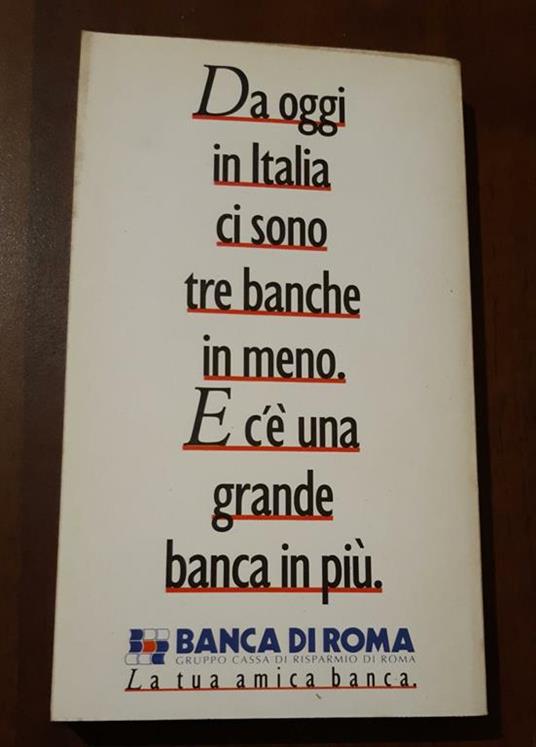 Da oggi
in Italia
ci sono
tre banche
in meno.
E c'è una
grande
banca in più.
BANCA DI ROMA
GRUPPO CASSA DI RISPARMIO DI ROMA
La tua amica banca.